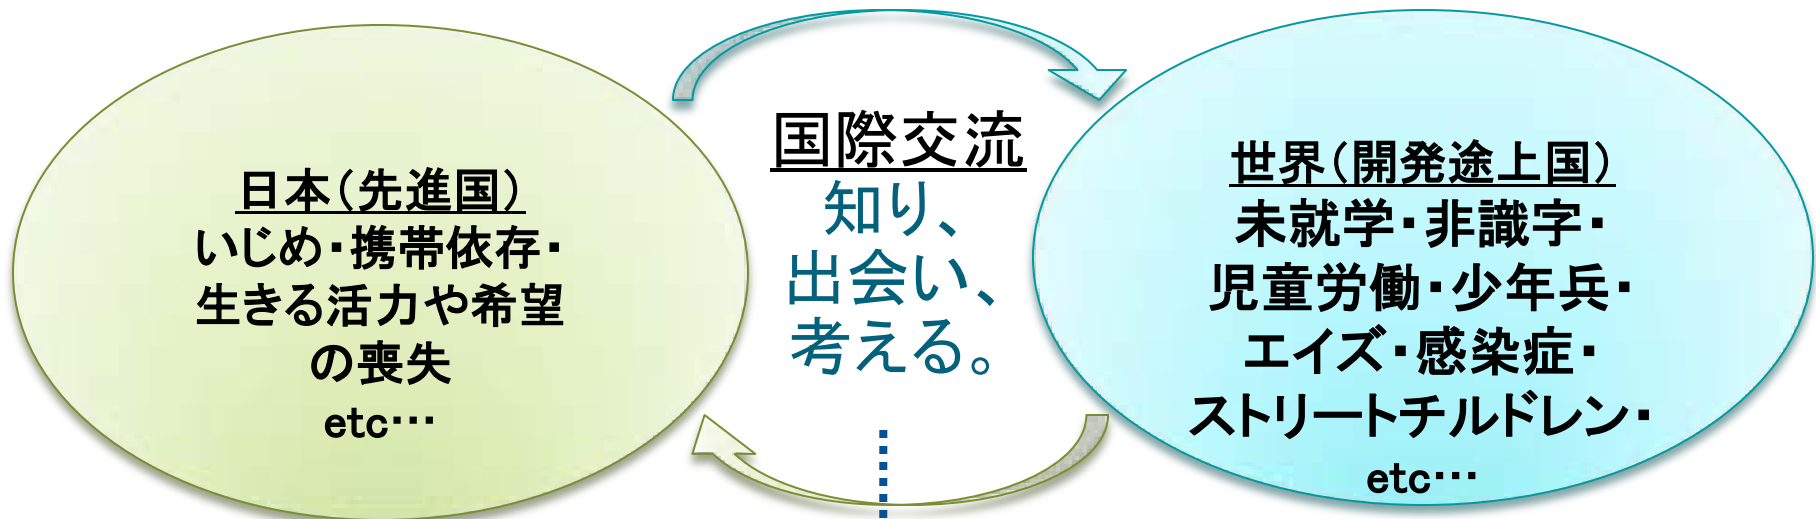 日本（先進国）
いじめ・携帯依存・
生きる活力や希望
の喪失
etc…
国際交流
知り、
出会い、
考える。
世界（開発途上国）
未就学・非識字・
児童労働・少年兵・
エイズ・感染症・
ストリートチルドレン・
etc…